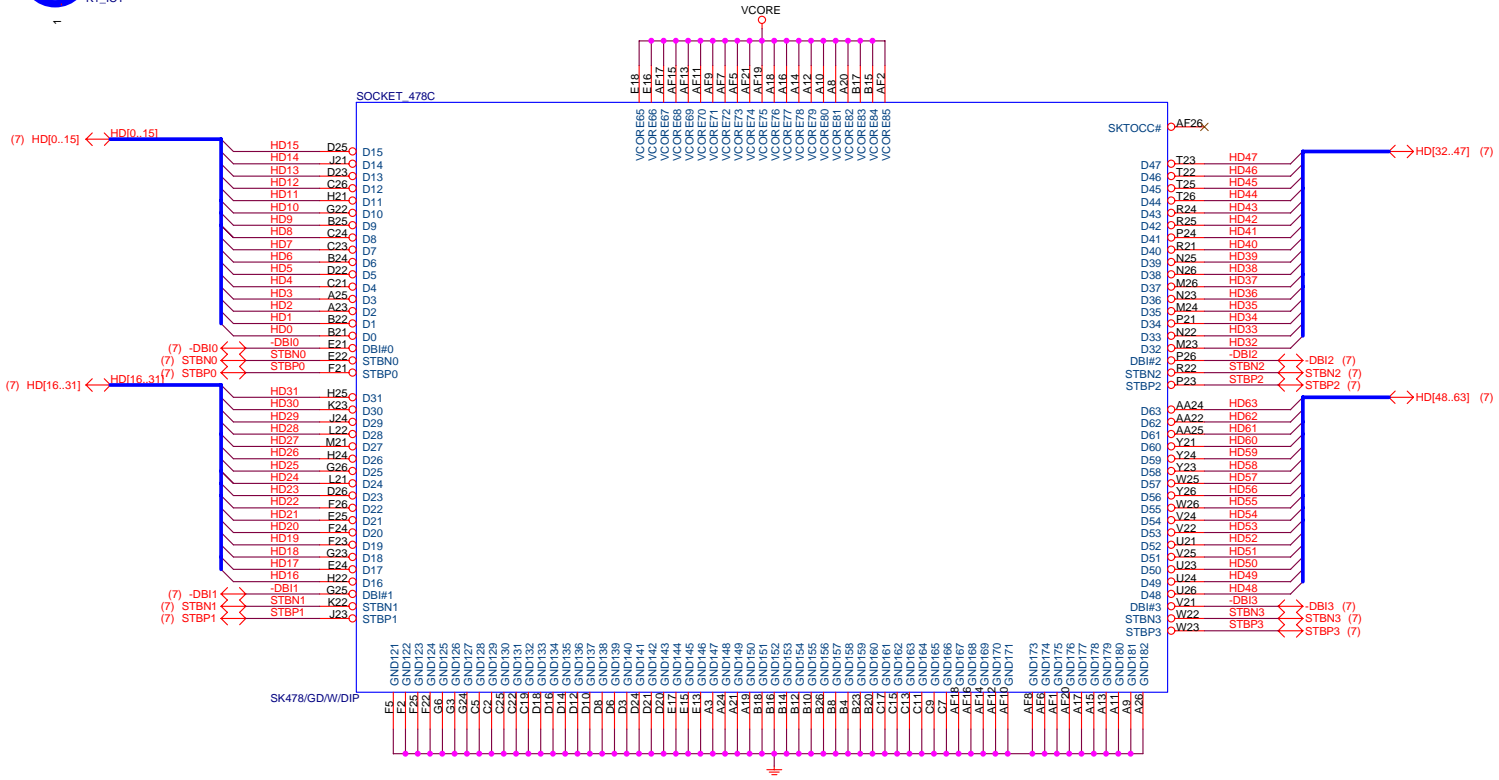 1
VCORE
E18 E16 AF17 AF15 AF13 AF11 AF9 AF7 AF5 AF21 AF19 A18 A16 A14 A12 A10 A8 A20 B17 B15 AF2
SOCKET_478C
VCORE65 VCORE66 VCORE67 VCORE68 VCORE69 VCORE70 VCORE71 VCORE72 VCORE73 VCORE74 VCORE75 VCORE76 VCORE77 VCORE78 VCORE79 VCORE80 VCORE81 VCORE82 VCORE83 VCORE84 VCORE85
SKTOCC# AF26
(7) HD[0..15] HD[0..15]
HD15 D25 D15
HD14 J21 D14
HD13 D23 D13
HD12 C26 D12
HD11 H21 D11
HD10 G22 D10
HD9 B25 D9
HD8 C24 D8
HD7 C23 D7
HD6 B24 D6
HD5 D22 D5
HD4 C21 D4
HD3 A25 D3
HD2 A23 D2
HD1 B22 D1
HD0 B21 D0
(7) -DBI0 -DBI0 E21 DBI#0
(7) STBN0 STBN0 E22 STBN0
(7) STBP0 STBP0 F21 STBP0
(7) HD[16..31] HD[16..31]
HD31 H25 D31
HD30 K23 D30
HD29 J24 D29
HD28 L22 D28
HD27 M21 D27
HD26 H24 D26
HD25 G26 D25
HD24 L21 D24
HD23 D26 D23
HD22 F26 D22
HD21 E25 D21
HD20 F24 D20
HD19 F23 D19
HD18 G23 D18
HD17 E24 D17
HD16 H22 D16
(7) -DBI1 -DBI1 G25 DBI#1
(7) STBN1 STBN1 K22 STBN1
(7) STBP1 STBP1 J23 STBP1
HD[32..47] (7)
D47 T23 HD47
D46 T22 HD46
D45 T25 HD45
D44 T26 HD44
D43 R24 HD43
D42 R25 HD42
D41 P24 HD41
D40 R21 HD40
D39 N25 HD39
D38 N26 HD38
D37 M26 HD37
D36 N23 HD36
D35 M24 HD35
D34 P21 HD34
D33 N22 HD33
D32 M23 HD32
DBI#2 P26 -DBI2 -DBI2 (7)
STBN2 R22 STBN2 STBN2 (7)
STBP2 P23 STBP2 STBP2 (7)
HD[48..63] (7)
D63 AA24 HD63
D62 AA22 HD62
D61 AA25 HD61
D60 Y21 HD60
D59 Y24 HD59
D58 Y23 HD58
D57 W25 HD57
D56 Y26 HD56
D55 W26 HD55
D54 V24 HD54
D53 V22 HD53
D52 U21 HD52
D51 V25 HD51
D50 U23 HD50
D49 U24 HD49
D48 U26 HD48
DBI#3 V21 -DBI3 -DBI3 (7)
STBN3 W22 STBN3 STBN3 (7)
STBP3 W23 STBP3 STBP3 (7)
GND121 GND122 GND123 GND124 GND125 GND126 GND127 GND128 GND129 GND130 GND131 GND132 GND133 GND134 GND135 GND136 GND137 GND138 GND139 GND140 GND141 GND142 GND143 GND144 GND145 GND146 GND147 GND148 GND149 GND150 GND151 GND152 GND153 GND154 GND155 GND156 GND157 GND158 GND159 GND160 GND161 GND162 GND163 GND164 GND165 GND166 GND167 GND168 GND169 GND170 GND171 GND173 GND174 GND175 GND176 GND177 GND178 GND179 GND180 GND181 GND182
SK478/GD/W/DIP
F5 F2 F25 F22 G6 G3 G24 C5 C2 C25 C22 C19 D18 D16 D14 D12 D10 D8 D6 D3 D24 D21 D20 E17 E15 E13 A3 A24 A21 A19 B18 B16 B14 B12 B10 B26 B8 B4 B23 B20 C17 C15 C13 C11 C9 C7 AF18 AF16 AF14 AF12 AF10 AF8 AF6 AF1 AF20 A17 A15 A13 A11 A9 A26